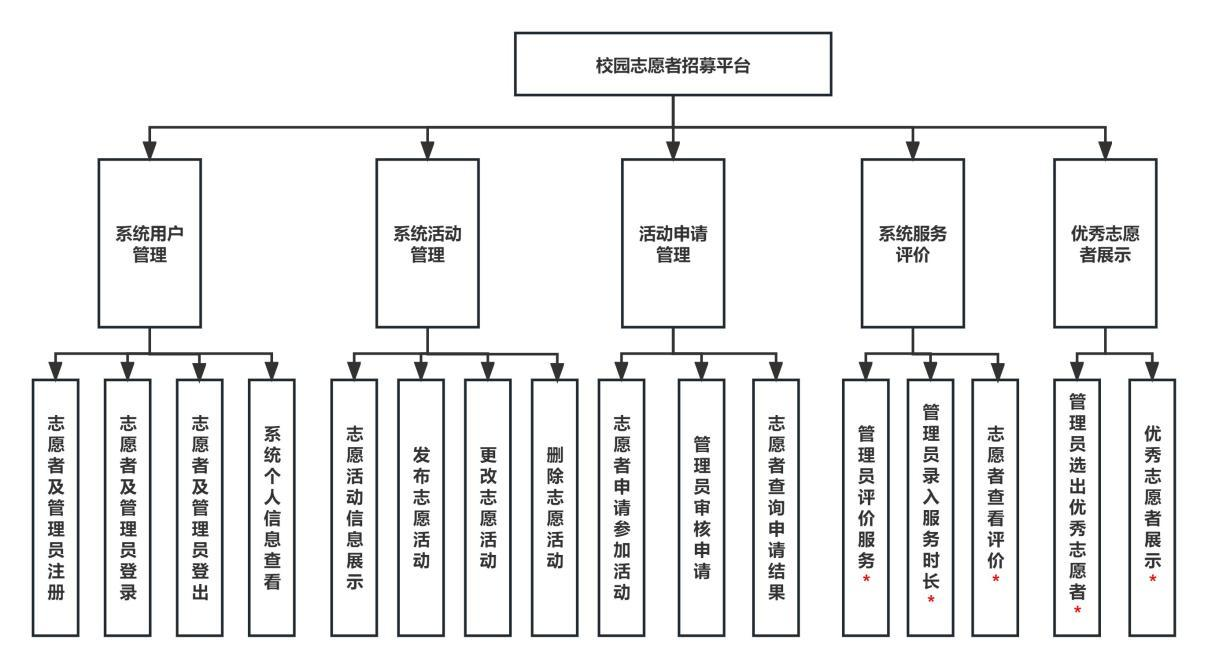 校园志愿者招募平台
系统用户
管理
系统活动
管理
活动申请
管理
系统服务
评价
优秀志愿
者展示
志愿者及管理员注册
志愿者及管理员登录
志愿者及管理员登出
系统个人信息查看
志愿活动信息展示
发布志愿活动
更改志愿活动
删除志愿活动
志愿者申请参加活动
管理员审核申请
志愿者查询申请结果
管理员评价服务*
管理员录入服务时长*
志愿者查看评价*
管理员选出优秀志愿者*
优秀志愿者展示*